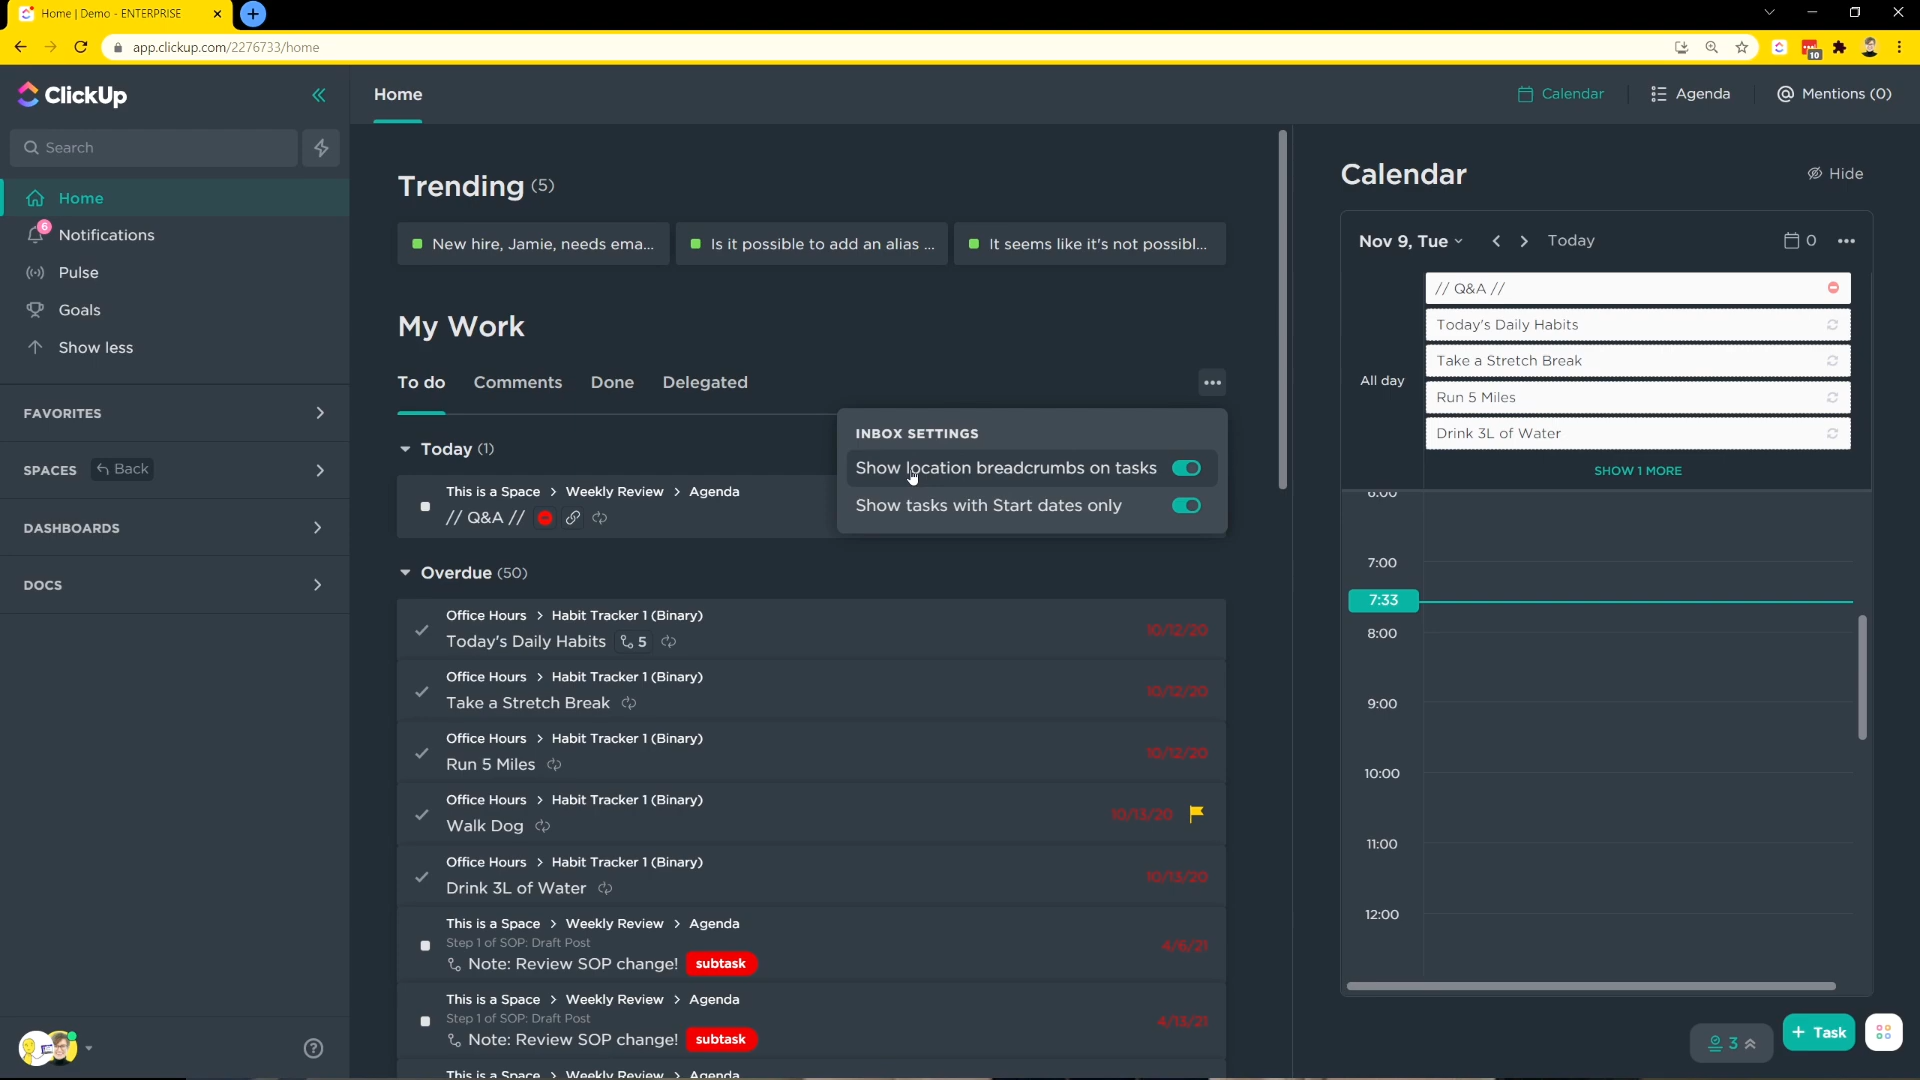 Home | Demo - ENTERPRISE
app.clickup.com/2276733/home
10
ClickUp
Search
Home
6
Notifications
Pulse
Goals
Show less
FAVORITES
SPACES
Back
DASHBOARDS
DOCS
Home
Calendar
Agenda
Mentions (0)
Trending (5)
New hire, Jamie, needs ema...
Is it possible to add an alias ...
It seems like it's not possibl...
My Work
To do
Comments
Done
Delegated
INBOX SETTINGS
Show location breadcrumbs on tasks
Show tasks with Start dates only
Today (1)
This is a Space > Weekly Review > Agenda
// Q&A //
Overdue (50)
Office Hours > Habit Tracker 1 (Binary)
Today's Daily Habits 5
10/12/20
Office Hours > Habit Tracker 1 (Binary)
Take a Stretch Break
10/12/20
Office Hours > Habit Tracker 1 (Binary)
Run 5 Miles
10/12/20
Office Hours > Habit Tracker 1 (Binary)
Walk Dog
10/13/20
Office Hours > Habit Tracker 1 (Binary)
Drink 3L of Water
10/13/20
This is a Space > Weekly Review > Agenda
Step 1 of SOP: Draft Post
Note: Review SOP change! subtask
4/6/21
This is a Space > Weekly Review > Agenda
Step 1 of SOP: Draft Post
Note: Review SOP change! subtask
4/13/21
This is a Space > Weekly Review > Agenda
Calendar
Hide
Nov 9, Tue
Today
0
All day
// Q&A //
Today's Daily Habits
Take a Stretch Break
Run 5 Miles
Drink 3L of Water
SHOW 1 MORE
6:00
7:00
7:33
8:00
9:00
10:00
11:00
12:00
3
+ Task